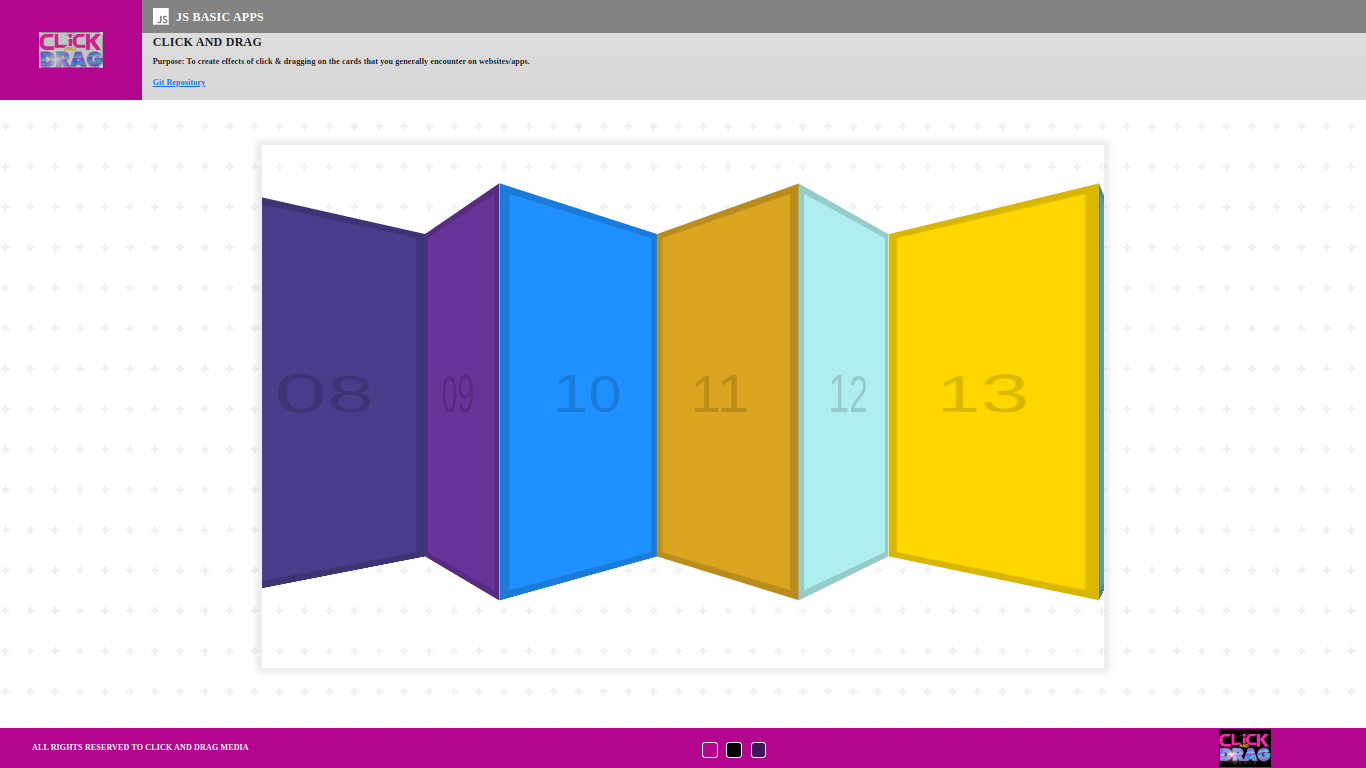 JS JS BASIC APPS
CLICK AND DRAG
CLICK AND DRAG
Purpose: To create effects of click & dragging on the cards that you generally encounter on websites/apps.
Git Repository
08 09 10 11 12 13
ALL RIGHTS RESERVED TO CLICK AND DRAG MEDIA
CLICK AND DRAG